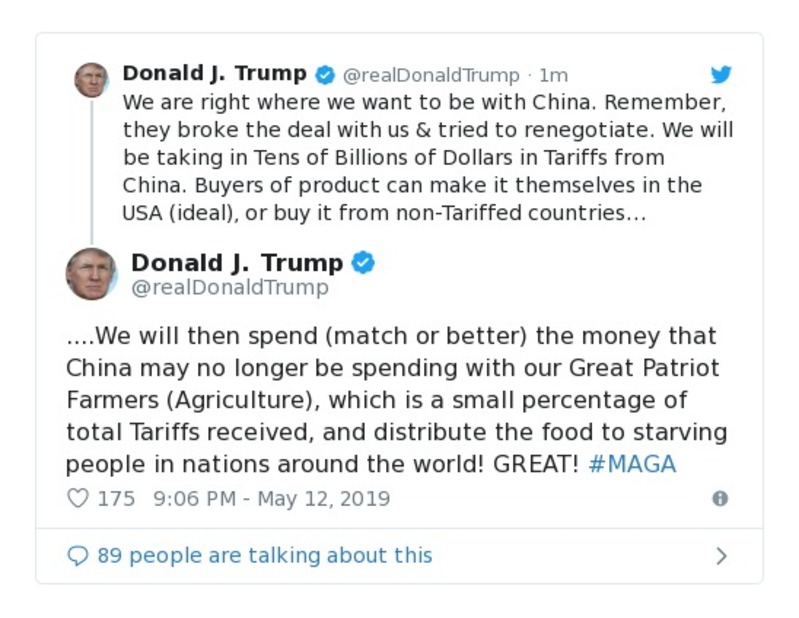 Donald J. Trump @realDonaldTrump · 1m
We are right where we want to be with China. Remember,
they broke the deal with us & tried to renegotiate. We will
be taking in Tens of Billions of Dollars in Tariffs from
China. Buyers of product can make it themselves in the
USA (ideal), or buy it from non-Tariffed countries...
Donald J. Trump
@realDonaldTrump
....We will then spend (match or better) the money that
China may no longer be spending with our Great Patriot
Farmers (Agriculture), which is a small percentage of
total Tariffs received, and distribute the food to starving
people in nations around the world! GREAT! #MAGA
175 9:06 PM - May 12, 2019
89 people are talking about this